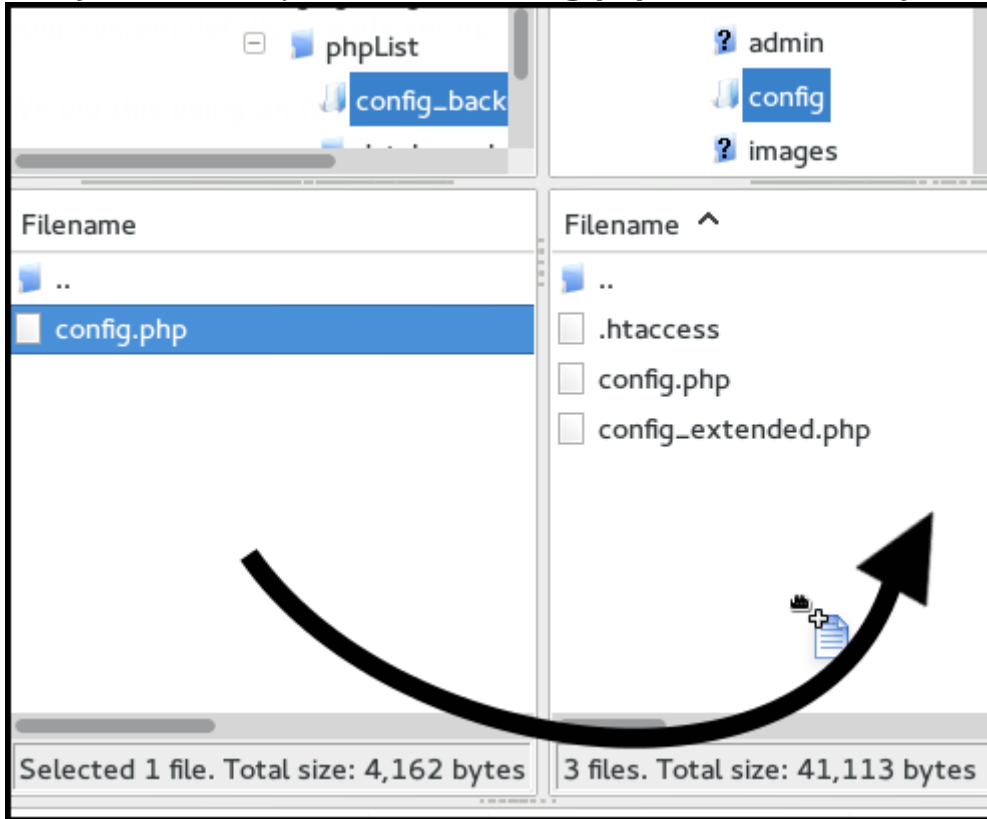 phpList
config_back
admin
config
images
Filename
..
config.php
Filename
..
.htaccess
config.php
config_extended.php
Selected 1 file. Total size: 4,162 bytes
3 files. Total size: 41,113 bytes